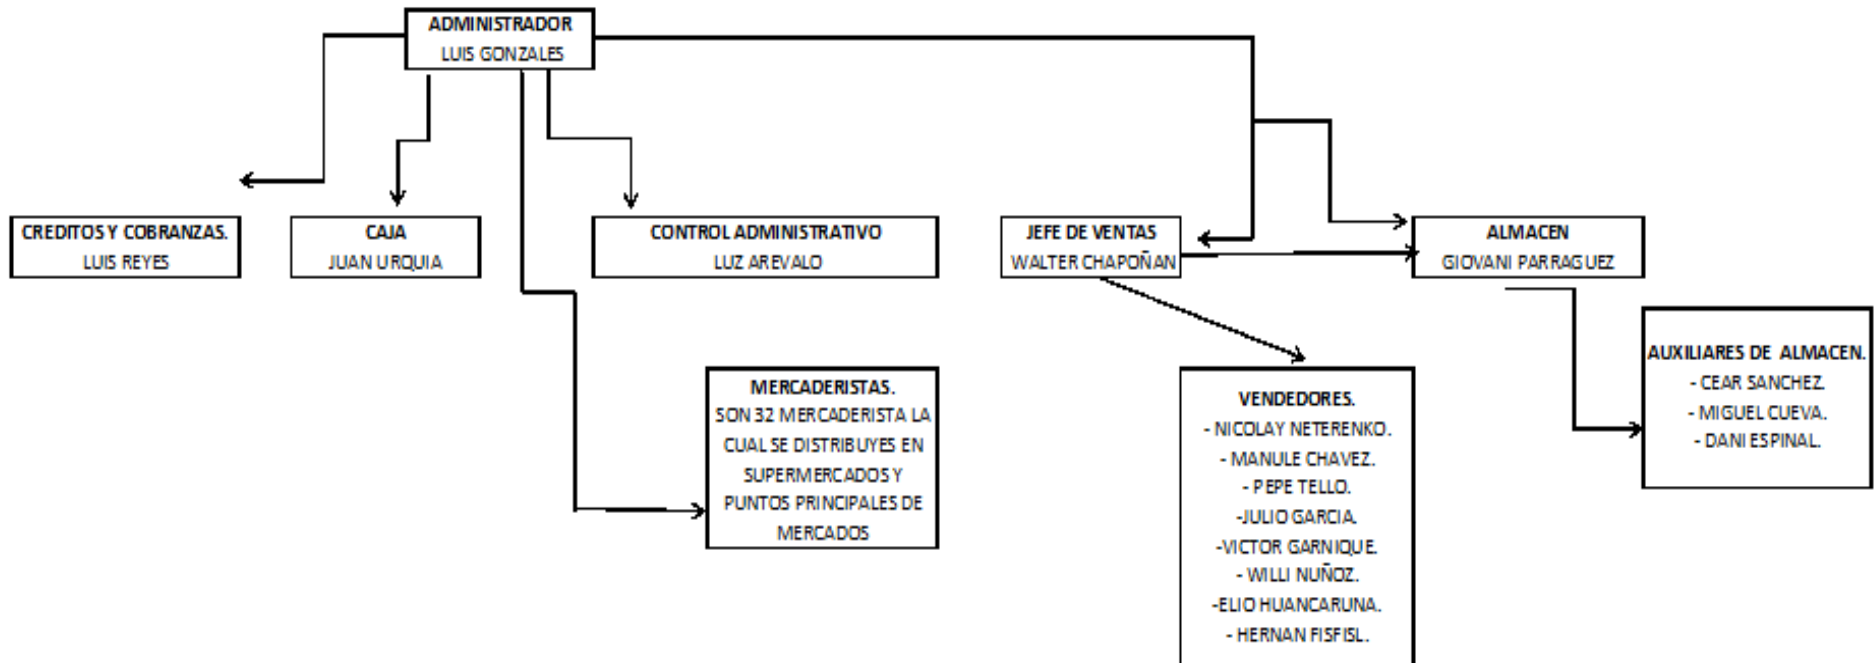 ADMINISTRADOR
LUIS GONZALES
CREDITOS Y COBRANZAS.
LUIS REYES
CAJA
JUAN URQUIA
CONTROL ADMINISTRATIVO
LUZ AREVALO
JEFE DE VENTAS
WALTER CHAPOÑAN
ALMACEN
GIOVANI PARRAGUEZ
MERCADERISTAS.
SON 32 MERCADERISTA LA
CUAL SE DISTRIBUYES EN
SUPERMERCADOS Y
PUNTOS PRINCIPALES DE
MERCADOS
VENDEDORES.
- NICOLAY NETERENKO.
- MANULE CHAVEZ.
- PEPE TELLO.
-JULIO GARCIA.
-VICTOR GARNIQUE.
- WILLI NUÑOZ.
-ELIO HUANCARUNA.
- HERNAN FISFISL.
AUXILIARES DE ALMACEN.
- CEAR SANCHEZ.
- MIGUEL CUEVA.
- DANI ESPINAL.